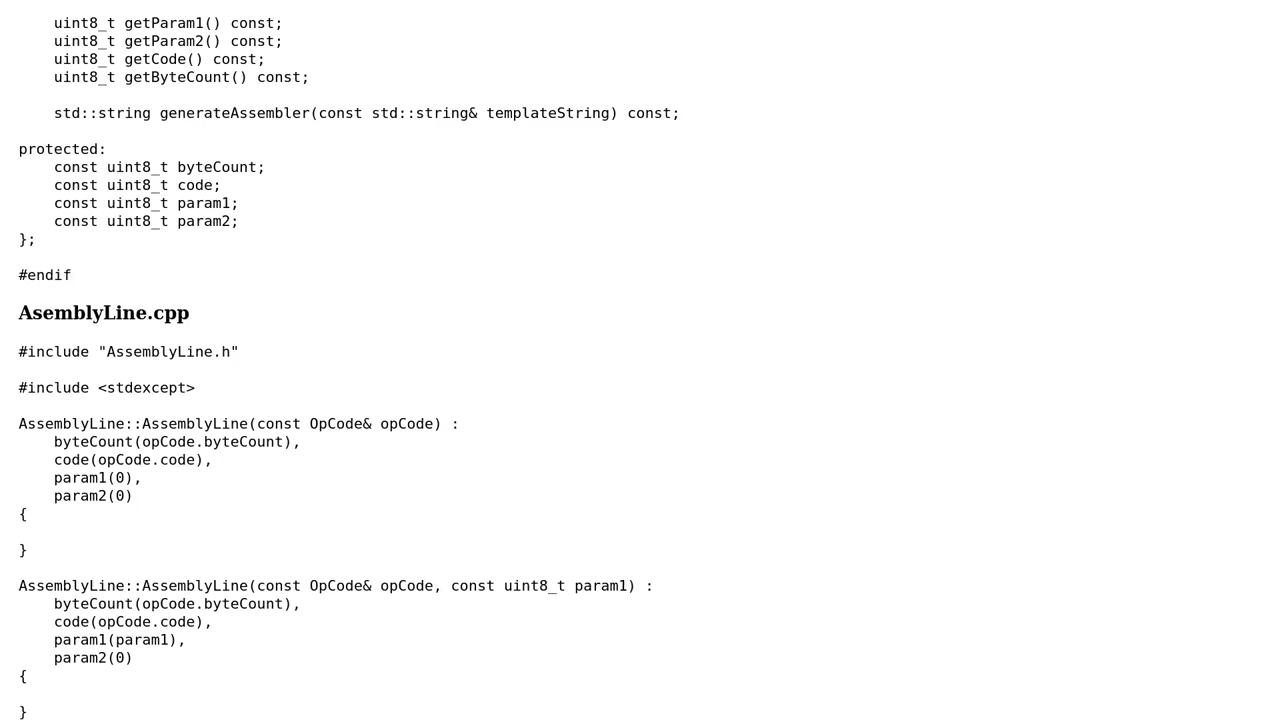 uint8_t getParam1() const;
uint8_t getParam2() const;
uint8_t getCode() const;
uint8_t getByteCount() const;
std::string generateAssembler(const std::string& templateString) const;
protected:
const uint8_t byteCount;
const uint8_t code;
const uint8_t param1;
const uint8_t param2;
};
#endif
AsemblyLine.cpp
#include "AssemblyLine.h"
#include <stdexcept>
AssemblyLine::AssemblyLine(const OpCode& opCode) :
byteCount(opCode.byteCount),
code(opCode.code),
param1(0),
param2(0)
{
}
AssemblyLine::AssemblyLine(const OpCode& opCode, const uint8_t param1) :
byteCount(opCode.byteCount),
code(opCode.code),
param1(param1),
param2(0)
{
}